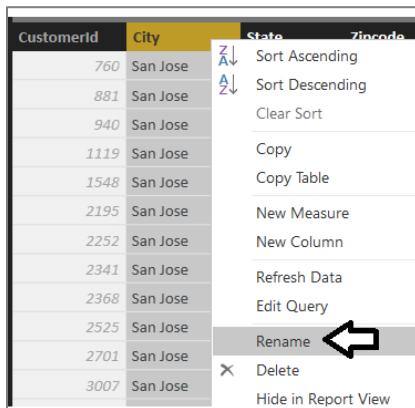 CustomerId City State Zipcode
760 San Jose
881 San Jose
940 San Jose
1119 San Jose
1548 San Jose
2195 San Jose
2252 San Jose
2341 San Jose
2368 San Jose
2525 San Jose
2701 San Jose
3007 San Jose
Sort Ascending
Sort Descending
Clear Sort
Copy
Copy Table
New Measure
New Column
Refresh Data
Edit Query
Rename
Delete
Hide in Report View